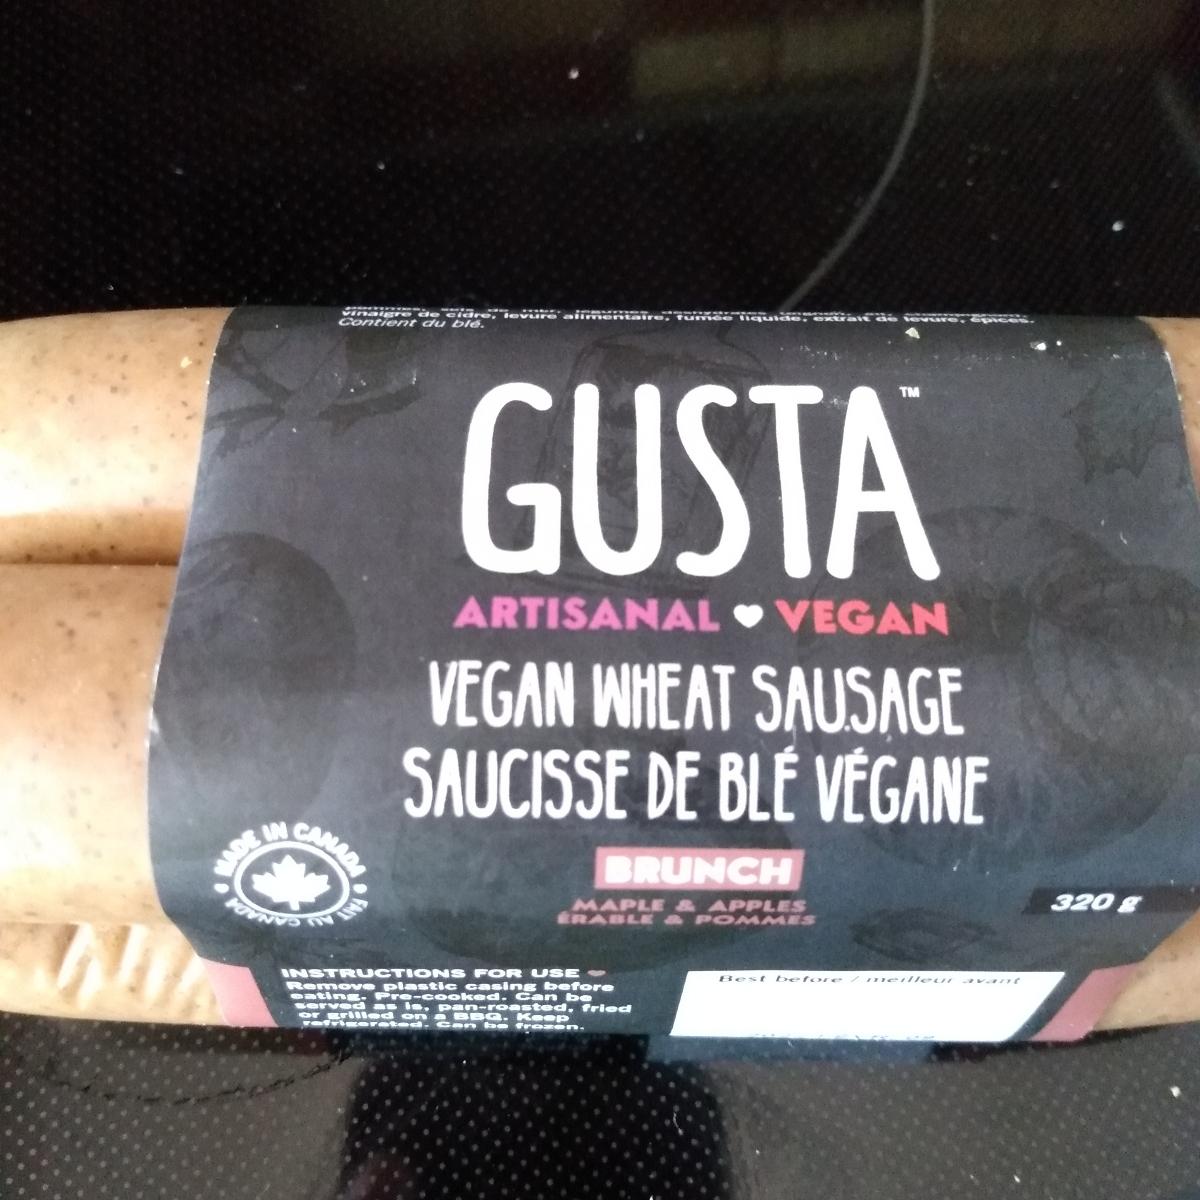 vinaigre de cidre, levure alimentaire, fumée liquide, extrait de levure, épices.
Contient du blé.
GUSTA™
ARTISANAL VEGAN
VEGAN WHEAT SAUSAGE
SAUCISSE DE BLÉ VÉGANE
MADE IN CANADA
FAIT AU CANADA
BRUNCH
MAPLE & APPLES
ÉRABLE & POMMES
320 g
INSTRUCTIONS FOR USE
Remove plastic casing before
eating. Pre-cooked. Can be
served as is, pan-roasted, fried
or grilled on a BBQ. Keep
refrigerated. Can be frozen.
Best before / meilleur avant